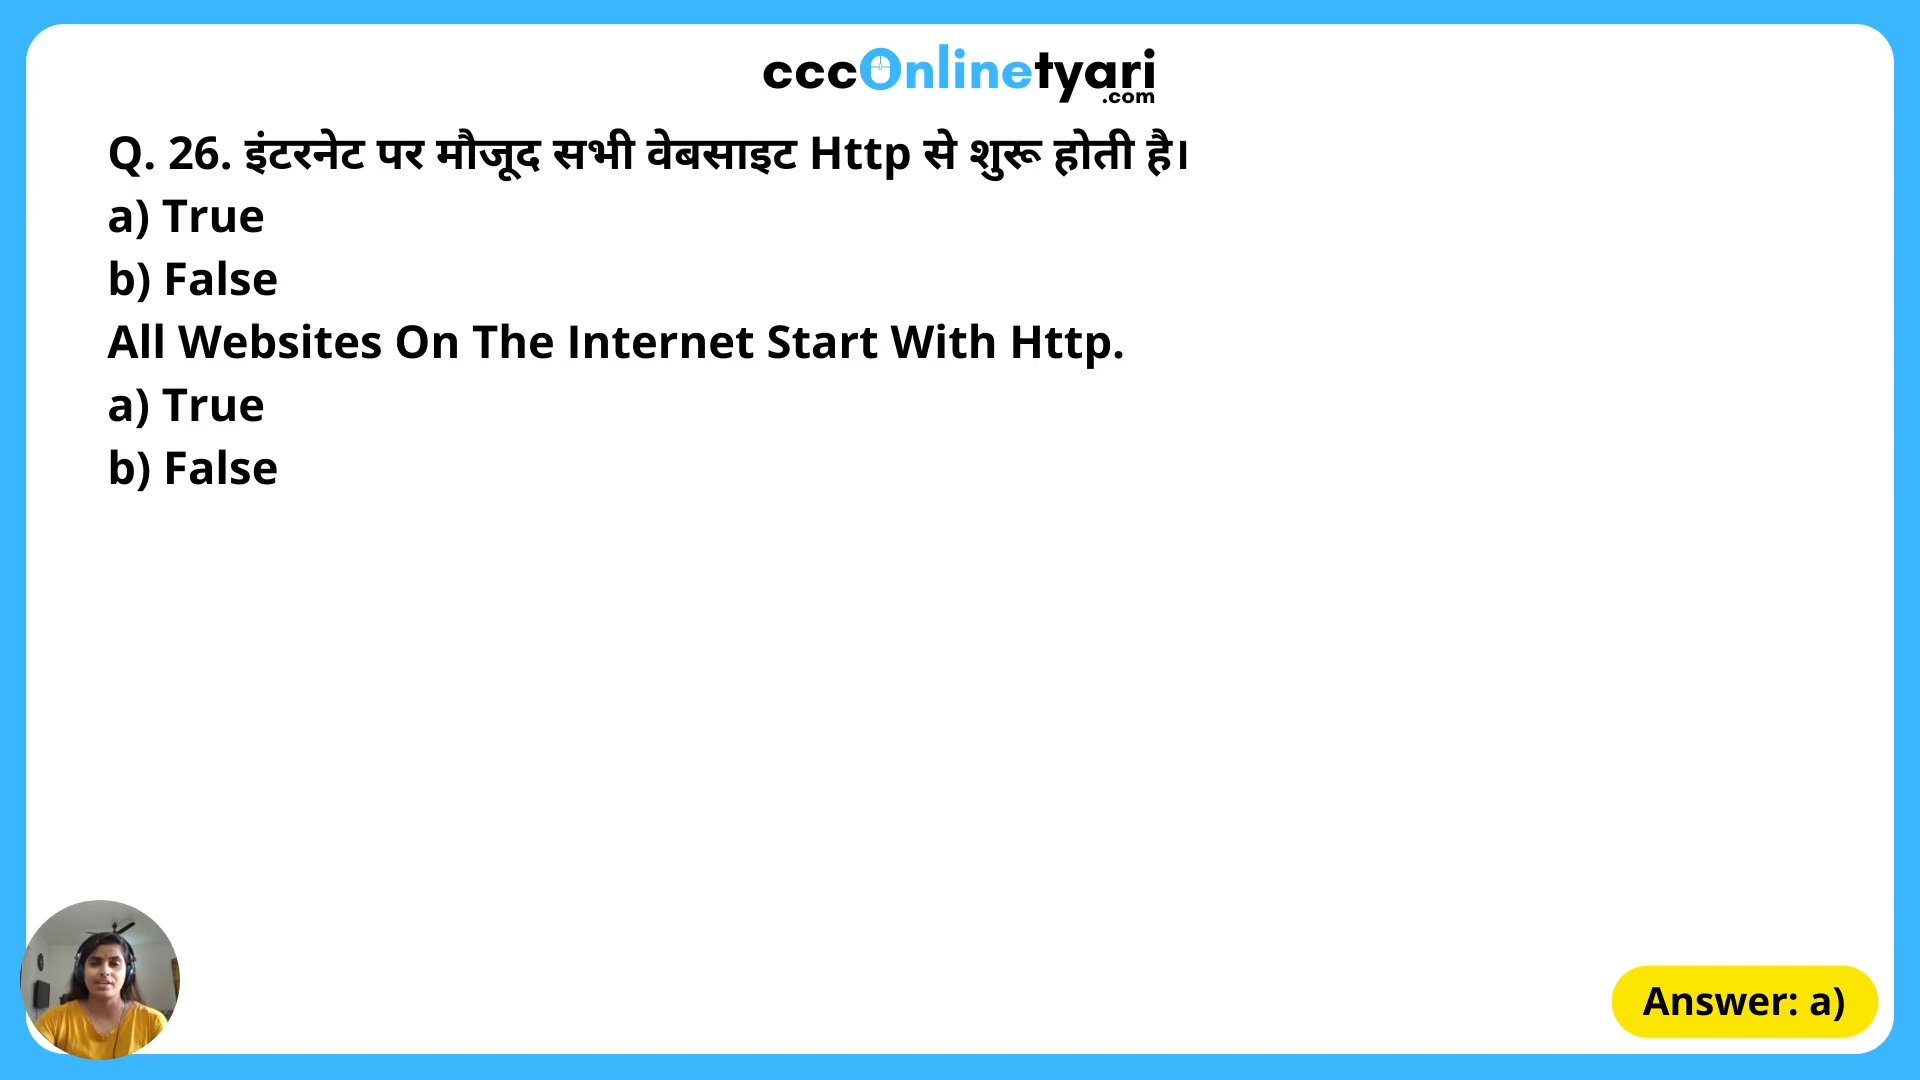 cccOnlinetyari
.com
Q. 26. इंटरनेट पर मौजूद सभी वेबसाइट Http से शुरू होती है।
a) True
b) False
All Websites On The Internet Start With Http.
a) True
b) False
Answer: a)